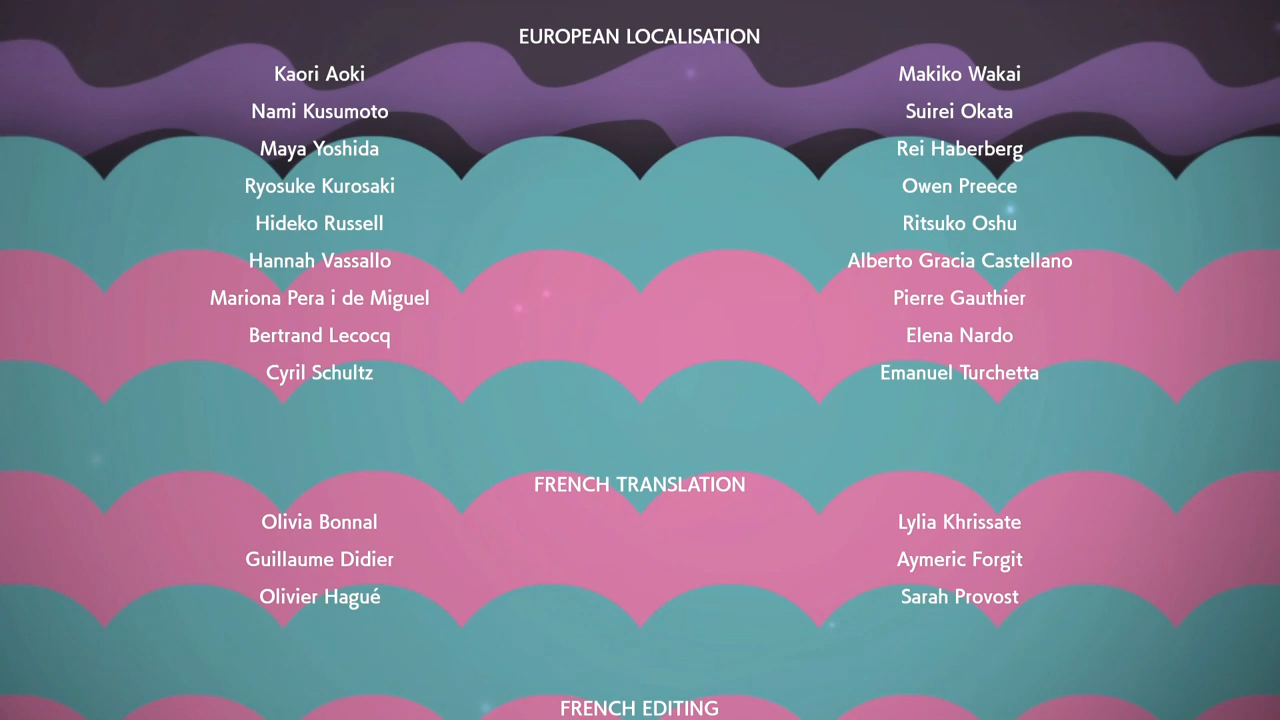 EUROPEAN LOCALISATION
Kaori Aoki Makiko Wakai
Nami Kusumoto Suirei Okata
Maya Yoshida Rei Haberberg
Ryosuke Kurosaki Owen Preece
Hideko Russell Ritsuko Oshu
Hannah Vassallo Alberto Gracia Castellano
Mariona Pera i de Miguel Pierre Gauthier
Bertrand Lecocq Elena Nardo
Cyril Schultz Emanuel Turchetta
FRENCH TRANSLATION
Olivia Bonnal Lylia Khrissate
Guillaume Didier Aymeric Forgit
Olivier Hagué Sarah Provost
FRENCH EDITING